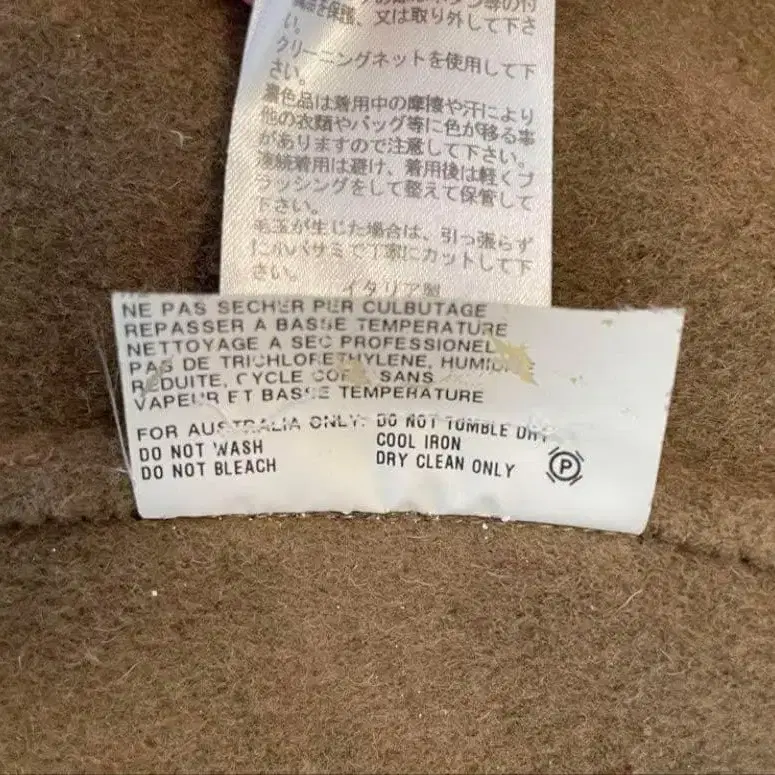 を保護、又は取り外して下さ
い。
クリーニングネットを使用して下
さい。
濃色品は着用中の摩擦や汗により
他の衣類やバッグ等に色が移る事
がありますので注意して下さい。
連続着用は避け、着用後は軽くブ
ラッシングをして整えて保管して
下さい。
毛玉が生じた場合は、引っ張らず
に小バサミで丁寧にカットして下
さい。
イタリア製
NE PAS SECHER PER CULBUTAGE
REPASSER A BASSE TEMPERATURE
NETTOYAGE A SEC PROFESSIONEL
PAS DE TRICHLORETHYLENE, HUMIDITE
REDUITE, CYCLE SANS
VAPEUR ET BASSE TEMPERATURE
FOR AUSTRALIA ONLY: DO NOT TUMBLE DRY
DO NOT WASH COOL IRON
DO NOT BLEACH DRY CLEAN ONLY P